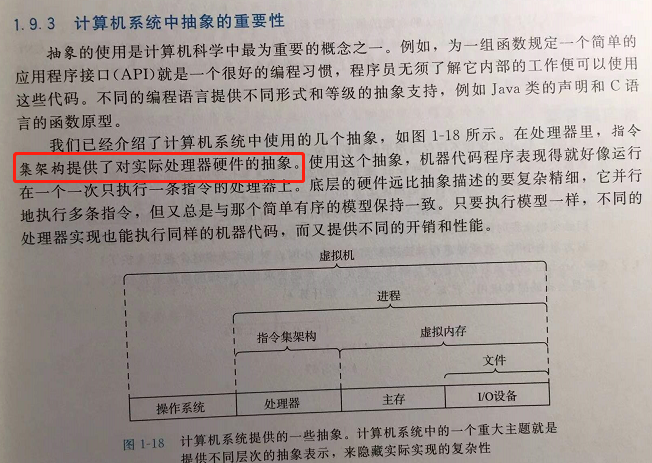 1.9.3 计算机系统中抽象的重要性
抽象的使用是计算机科学中最为重要的概念之一。例如，为一组函数规定一个简单的
应用程序接口(API)就是一个很好的编程习惯，程序员无须了解它内部的工作便可以使用
这些代码。不同的编程语言提供不同形式和等级的抽象支持，例如 Java 类的声明和 C 语
言的函数原型。
我们已经介绍了计算机系统中使用的几个抽象，如图 1-18 所示。在处理器里，指令
集架构提供了对实际处理器硬件的抽象。使用这个抽象，机器代码程序表现得就好像运行
在一个一次只执行一条指令的处理器上。底层的硬件远比抽象描述的要复杂精细，它并行
地执行多条指令，但又总是与那个简单有序的模型保持一致。只要执行模型一样，不同的
处理器实现也能执行同样的机器代码，而又提供不同的开销和性能。
虚拟机
进程
指令集架构 虚拟内存
文件
操作系统 处理器 主存 I/O设备
图 1-18 计算机系统提供的一些抽象。计算机系统中的一个重大主题就是
提供不同层次的抽象表示，来隐藏实际实现的复杂性